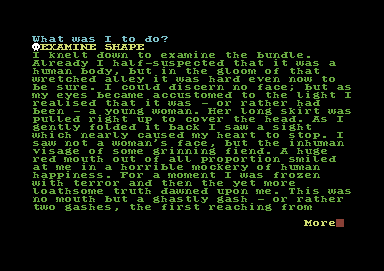 What was I to do?
EXAMINE SHAPE
I knelt down to examine the bundle.
Already I half-suspected that it was a
human body, but in the gloom of that
wretched alley it was hard even now to
be sure. I could discern no face; but as
my eyes became accustomed to the light I
realised that it was - or rather had
been - a young woman. Her long skirt was
pulled right up to cover the head. As I
gently folded it back I saw a sight
which nearly caused my heart to stop. I
saw not a woman's face, but the inhuman
visage of some grinning fiend. A huge
red mouth out of all proportion smiled
at me in a horrible mockery of human
happiness. For a moment I was frozen
with terror and then the yet more
loathsome truth dawned upon me. This was
no mouth but a ghastly gash - or rather
two gashes, the first reaching from
More